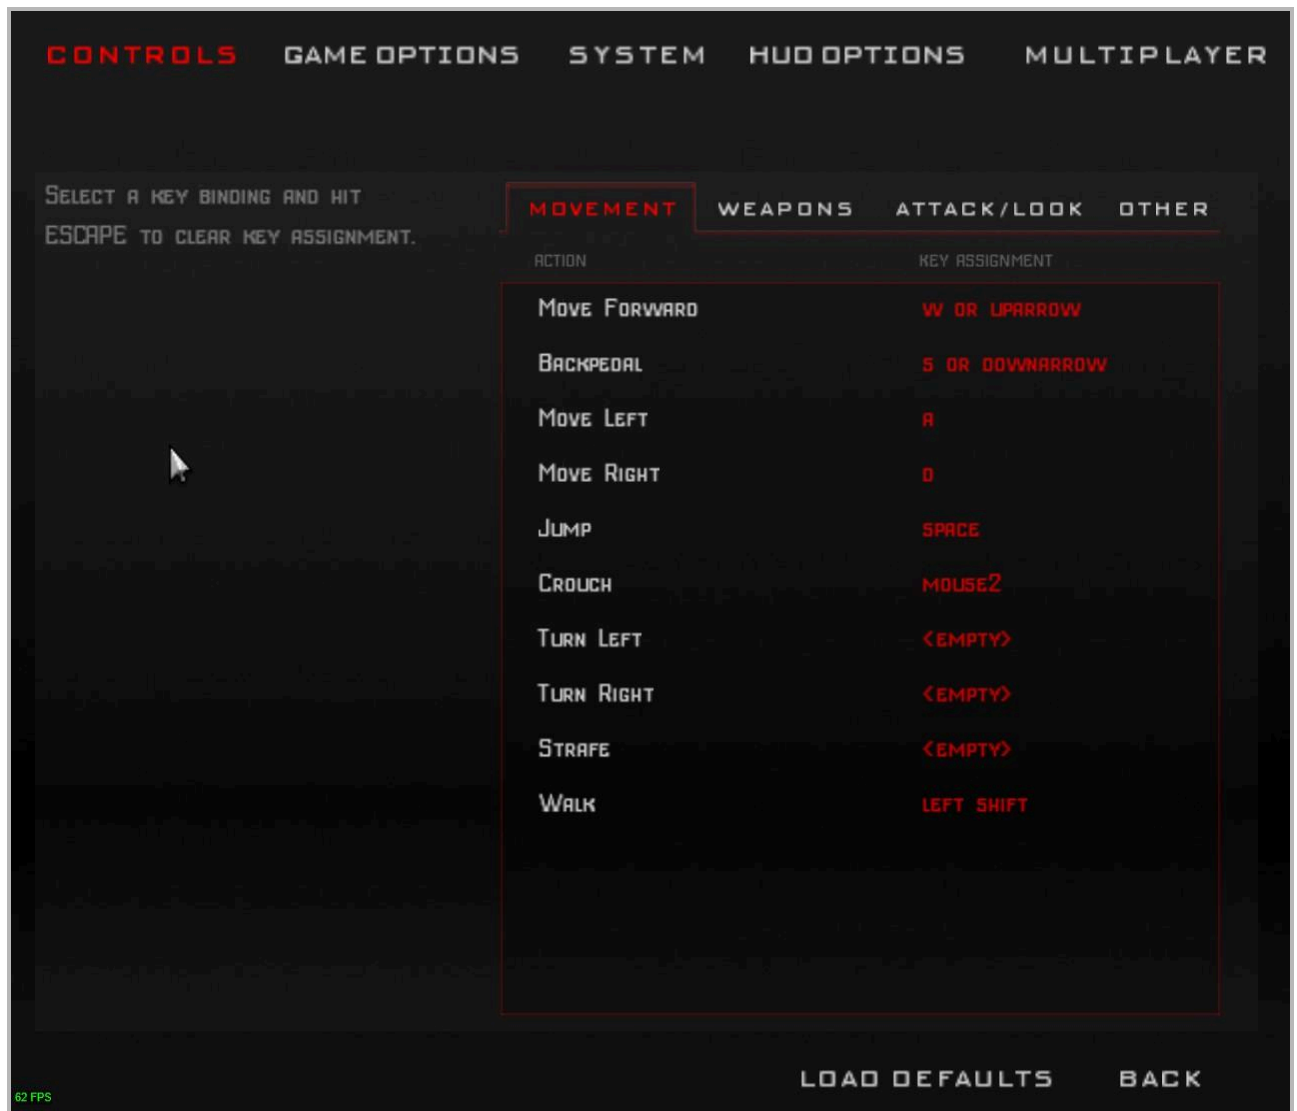 CONTROLS GAME OPTIONS SYSTEM HUD OPTIONS MULTIPLAYER
Select a key binding and hit
ESCAPE to clear key assignment.
MOVEMENT WEAPONS ATTACK/LOOK OTHER
ACTION KEY ASSIGNMENT
Move Forward W OR UPARROW
Backpedal S OR DOWNARROW
Move Left A
Move Right D
Jump SPACE
Crouch MOUSE2
Turn Left <EMPTY>
Turn Right <EMPTY>
Strafe <EMPTY>
Walk LEFT SHIFT
LOAD DEFAULTS BACK
62 FPS